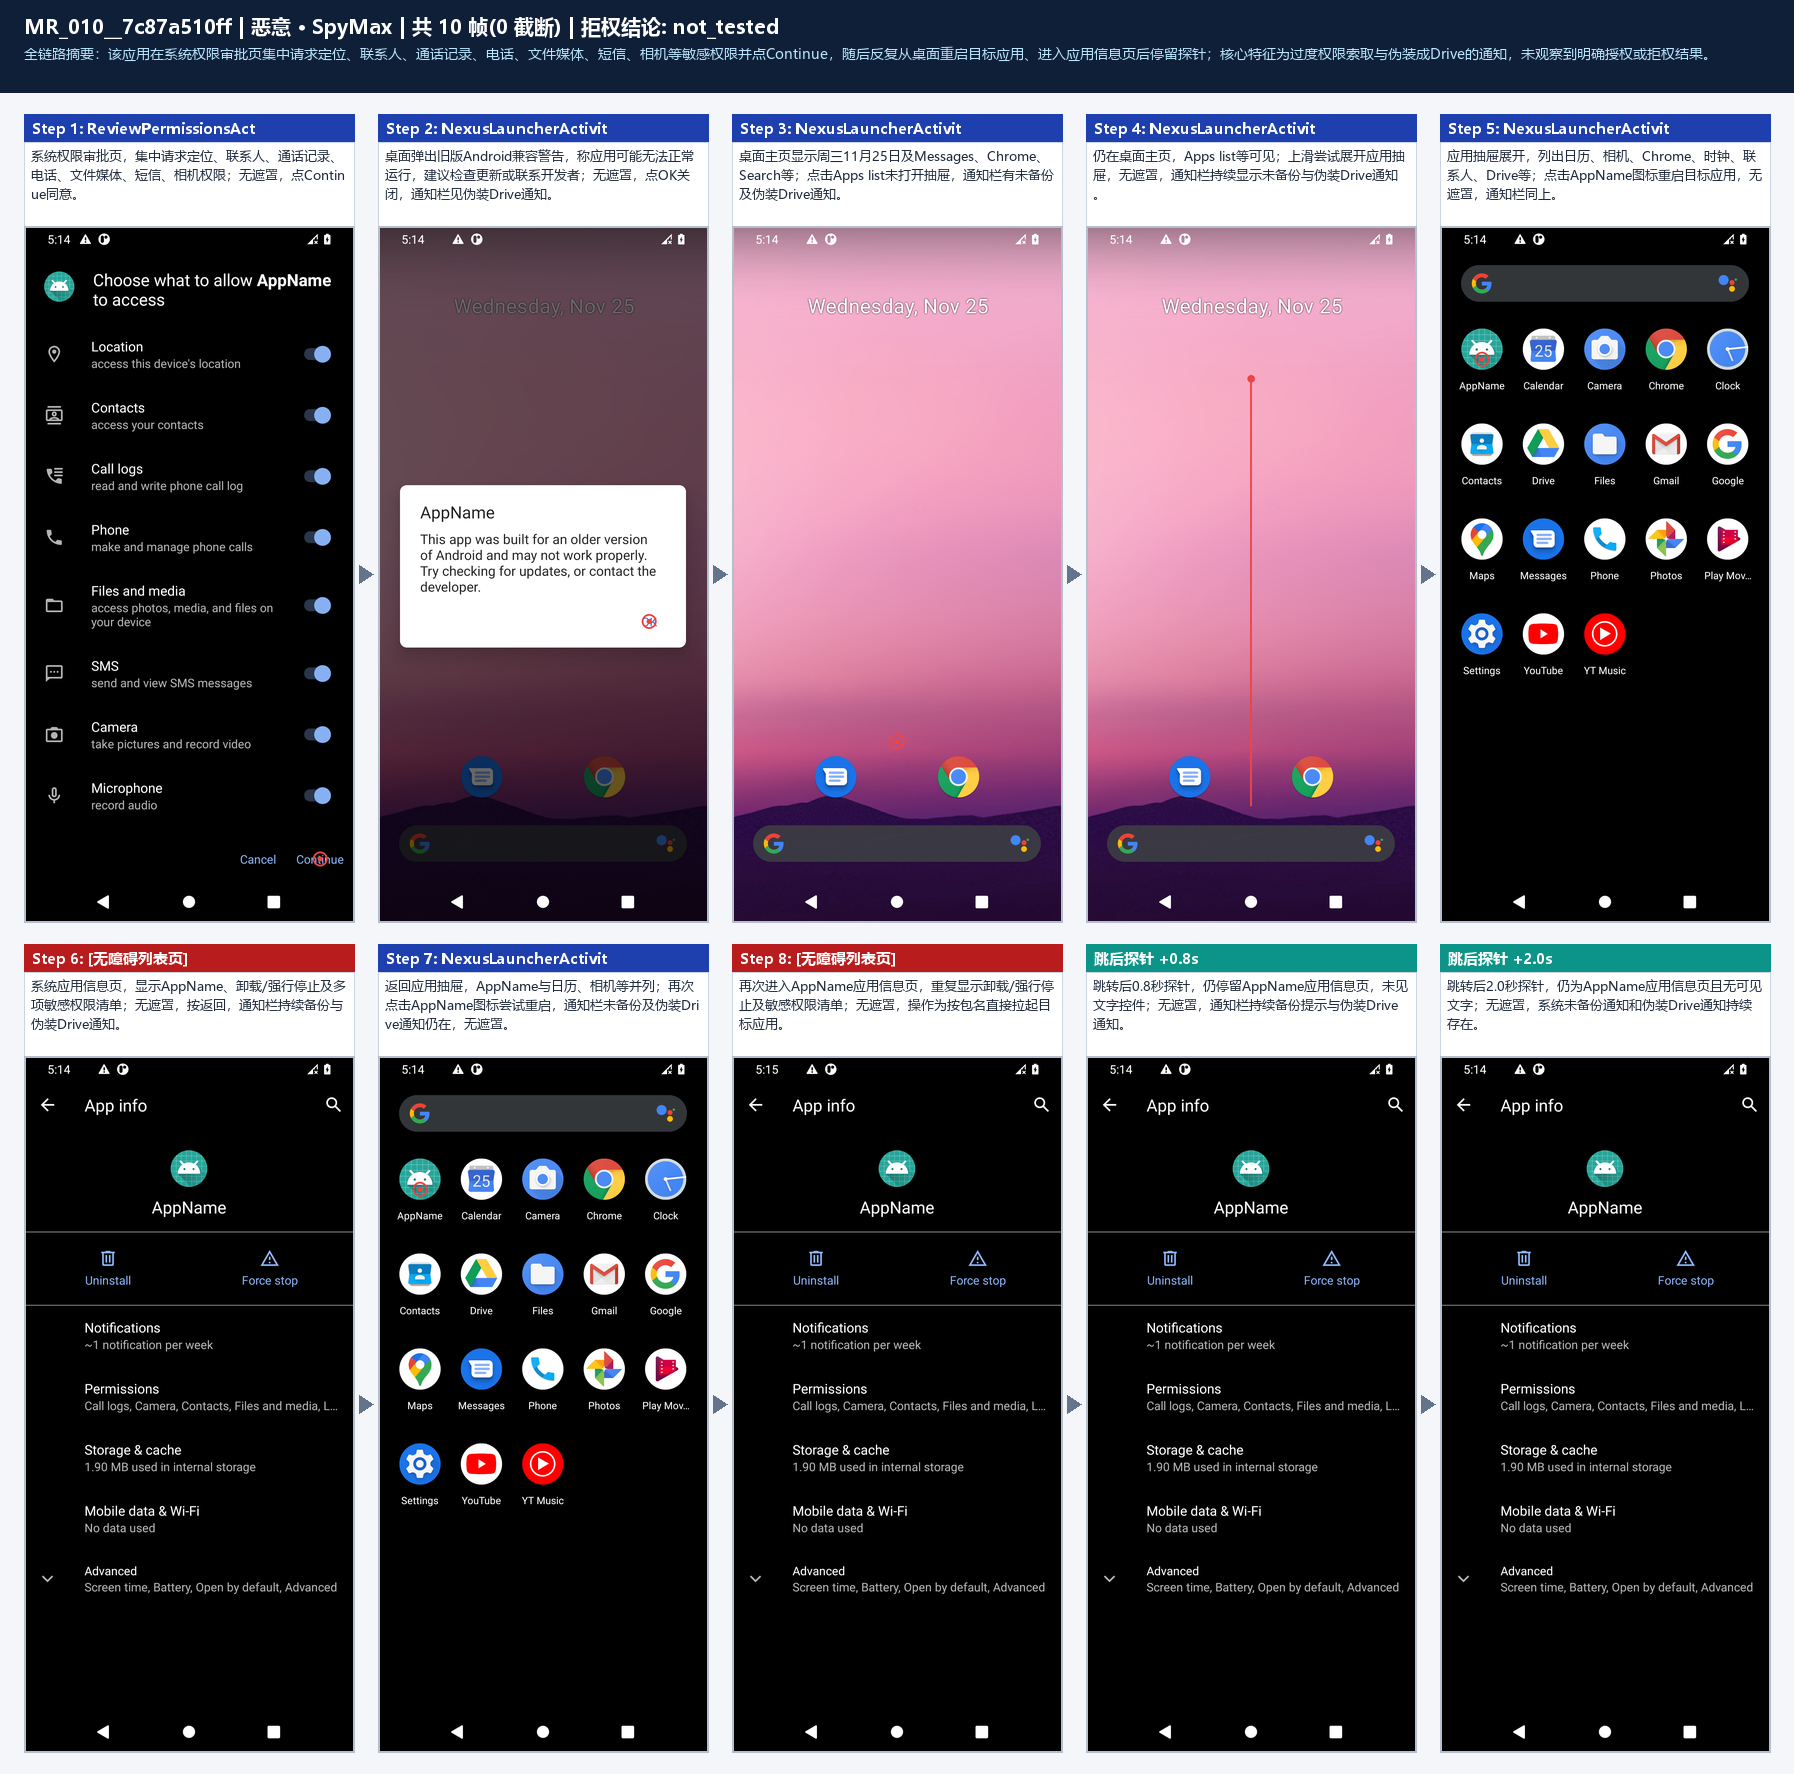 MR_010__7c87a510ff | 恶意 • SpyMax | 共 10 帧(0 截断) | 拒权结论: not_tested
全链路摘要：该应用在系统权限审批页集中请求定位、联系人、通话记录、电话、文件媒体、短信、相机等敏感权限并点Continue，随后反复从桌面重启目标应用、进入应用信息页后停留探针；核心特征为过度权限索取与伪装成Drive的通知，未观察到明确授权或拒权结果。
Step 1: ReviewPermissionsAct
系统权限审批页，集中请求定位、联系人、通话记录、
电话、文件媒体、短信、相机权限；无遮罩，点Contin
ue同意。
5:14
Choose what to allow AppName
to access
Location
access this device's location
Contacts
access your contacts
Call logs
read and write phone call log
Phone
make and manage phone calls
Files and media
access photos, media, and files on
your device
SMS
send and view SMS messages
Camera
take pictures and record video
Microphone
record audio
Cancel
Continue
Step 2: NexusLauncherActivit
桌面弹出旧版Android兼容警告，称应用可能无法正常
运行，建议检查更新或联系开发者；无遮罩，点OK关
闭，通知栏见伪装Drive通知。
5:14
Wednesday, Nov 25
AppName
This app was built for an older version
of Android and may not work properly.
Try checking for updates, or contact the
developer.
Step 3: NexusLauncherActivit
桌面主页显示周三11月25日及Messages、Chrome、
Search等；点击Apps list未打开抽屉，通知栏有未备份
及伪装Drive通知。
5:14
Wednesday, Nov 25
Step 4: NexusLauncherActivit
仍在桌面主页，Apps list等可见；上滑尝试展开应用抽
屉，无遮罩，通知栏持续显示未备份与伪装Drive通知
。
5:14
Wednesday, Nov 25
Step 5: NexusLauncherActivit
应用抽屉展开，列出日历、相机、Chrome、时钟、联
系人、Drive等；点击AppName图标重启目标应用，无
遮罩，通知栏同上。
5:14
AppName Calendar Camera Chrome Clock
25
Contacts Drive Files Gmail Google
Maps Messages Phone Photos Play Mov...
Settings YouTube YT Music
Step 6: [无障碍列表页]
系统应用信息页，显示AppName、卸载/强行停止及多
项敏感权限清单；无遮罩，按返回，通知栏持续备份与
伪装Drive通知。
5:14
App info
AppName
Uninstall
Force stop
Notifications
~1 notification per week
Permissions
Call logs, Camera, Contacts, Files and media, L...
Storage & cache
1.90 MB used in internal storage
Mobile data & Wi-Fi
No data used
Advanced
Screen time, Battery, Open by default, Advanced
Step 7: NexusLauncherActivit
返回应用抽屉，AppName与日历、相机等并列；再次
点击AppName图标尝试重启，通知栏未备份及伪装Dri
ve通知仍在，无遮罩。
5:14
25
AppName Calendar Camera Chrome Clock
Contacts Drive Files Gmail Google
Maps Messages Phone Photos Play Mov...
Settings YouTube YT Music
Step 8: [无障碍列表页]
再次进入AppName应用信息页，重复显示卸载/强行停
止及敏感权限清单；无遮罩，操作为按包名直接拉起目
标应用。
5:15
App info
AppName
Uninstall
Force stop
Notifications
~1 notification per week
Permissions
Call logs, Camera, Contacts, Files and media, L...
Storage & cache
1.90 MB used in internal storage
Mobile data & Wi-Fi
No data used
Advanced
Screen time, Battery, Open by default, Advanced
跳后探针 +0.8s
跳转后0.8秒探针，仍停留AppName应用信息页，未见
文字控件；无遮罩，通知栏持续备份提示与伪装Drive
通知。
5:14
App info
AppName
Uninstall
Force stop
Notifications
~1 notification per week
Permissions
Call logs, Camera, Contacts, Files and media, L...
Storage & cache
1.90 MB used in internal storage
Mobile data & Wi-Fi
No data used
Advanced
Screen time, Battery, Open by default, Advanced
跳后探针 +2.0s
跳转后2.0秒探针，仍为AppName应用信息页且无可见
文字；无遮罩，系统未备份通知和伪装Drive通知持续
存在。
5:14
App info
AppName
Uninstall
Force stop
Notifications
~1 notification per week
Permissions
Call logs, Camera, Contacts, Files and media, L...
Storage & cache
1.90 MB used in internal storage
Mobile data & Wi-Fi
No data used
Advanced
Screen time, Battery, Open by default, Advanced